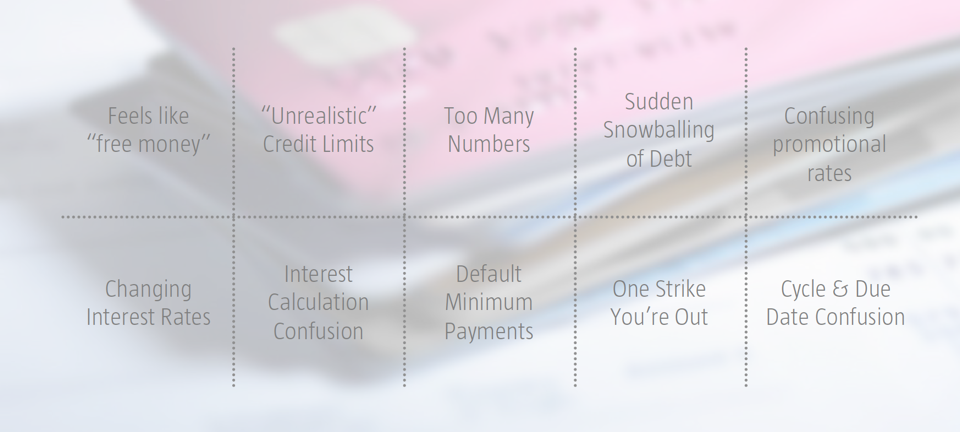 Feels like
“free money”
“Unrealistic”
Credit Limits
Too Many
Numbers
Sudden
Snowballing
of Debt
Confusing
promotional
rates
Changing
Interest Rates
Interest
Calculation
Confusion
Default
Minimum
Payments
One Strike
You’re Out
Cycle & Due
Date Confusion